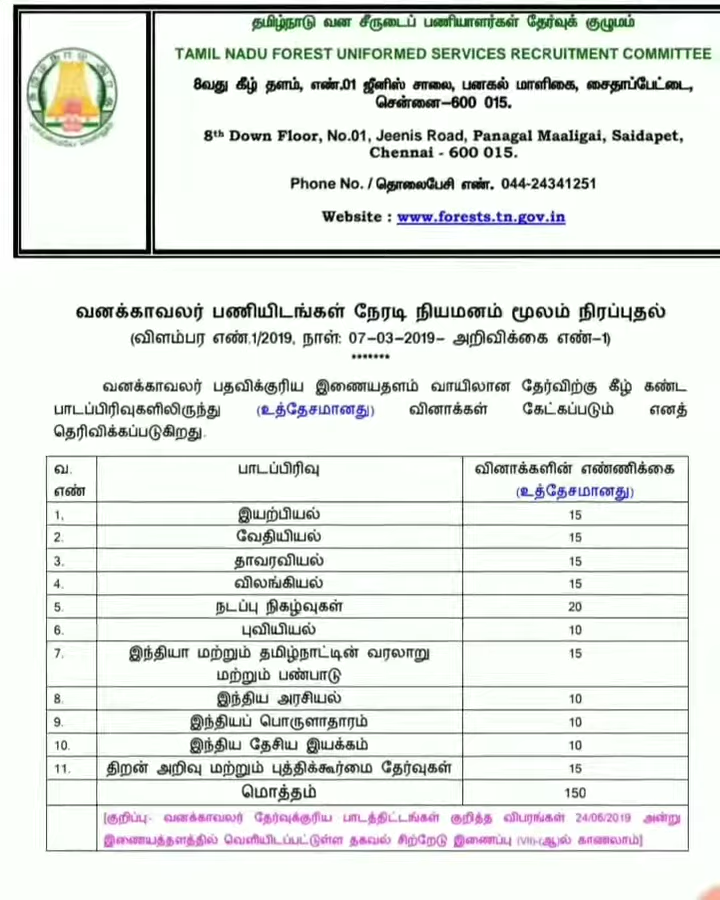 தமிழ்நாடு வன சீருடைப் பணியாளர்கள் தேர்வுக் குழுமம்
TAMIL NADU FOREST UNIFORMED SERVICES RECRUITMENT COMMITTEE
8வது கீழ் தளம், எண்.01 ஜீனிஸ் சாலை, பனகல் மாளிகை, சைதாப்பேட்டை,
சென்னை–600 015.
8th Down Floor, No.01, Jeenis Road, Panagal Maaligai, Saidapet,
Chennai - 600 015.
Phone No. / தொலைபேசி எண். 044-24341251
Website : www.forests.tn.gov.in
வனக்காவலர் பணியிடங்கள் நேரடி நியமனம் மூலம் நிரப்புதல்
(விளம்பர எண்.1/2019, நாள்: 07-03-2019- அறிவிக்கை எண்-1)
*******
வனக்காவலர் பதவிக்குரிய இணையதளம் வாயிலான தேர்விற்கு கீழ் கண்ட
பாடப்பிரிவுகளிலிருந்து (உத்தேசமானது) வினாக்கள் கேட்கப்படும் எனத்
தெரிவிக்கப்படுகிறது.
வ. எண் பாடப்பிரிவு வினாக்களின் எண்ணிக்கை (உத்தேசமானது)
1, இயற்பியல் 15
2. வேதியியல் 15
3. தாவரவியல் 15
4. விலங்கியல் 15
5. நடப்பு நிகழ்வுகள் 20
6. புவியியல் 10
7. இந்தியா மற்றும் தமிழ்நாட்டின் வரலாறு 15
மற்றும் பண்பாடு
8. இந்திய அரசியல் 10
9. இந்தியப் பொருளாதாரம் 10
10. இந்திய தேசிய இயக்கம் 10
11. திறன் அறிவு மற்றும் புத்திக்கூர்மை தேர்வுகள் 15
மொத்தம் 150
[குறிப்பு:- வனக்காவலர் தேர்வுக்குரிய பாடத்திட்டங்கள் குறித்த விபரங்கள் 24/06/2019 அன்று
இணையத்தளத்தில் வெளியிடப்பட்டுள்ள தகவல் சிற்றேடு இணைப்பு (VII)-(ஆ)ல் காணலாம்]